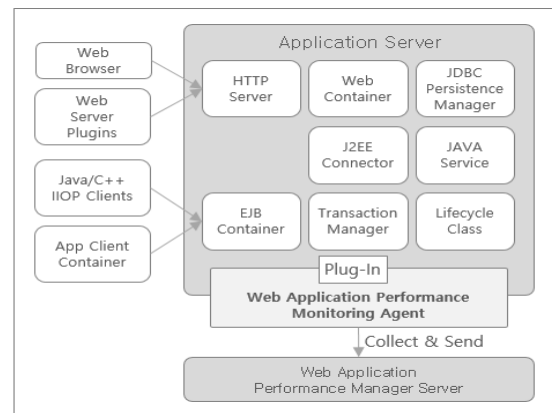 Application Server
Web
Browser
Web
Server
Plugins
Java/C++
IIOP Clients
App Client
Container
HTTP
Server
Web
Container
JDBC
Persistence
Manager
J2EE
Connector
JAVA
Service
EJB
Container
Transaction
Manager
Lifecycle
Class
Plug-In
Web Application Performance
Monitoring Agent
Collect & Send
Web Application
Performance Manager Server